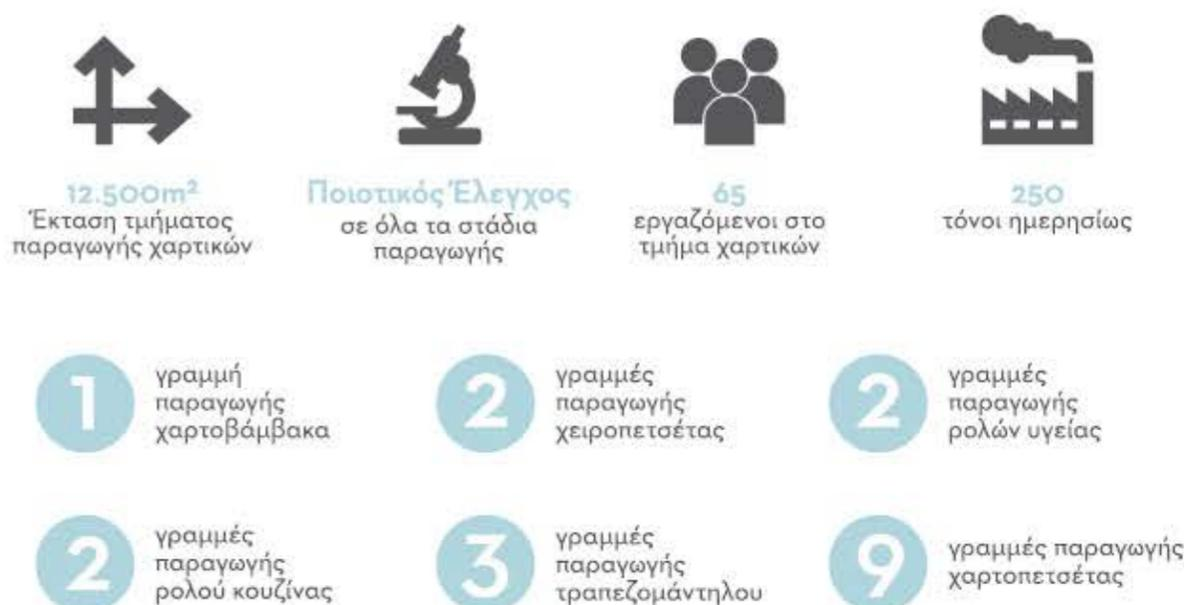 12.500m²
Έκταση τμήματος
παραγωγής χαρτικών
Ποιοτικός Έλεγχος
σε όλα τα στάδια
παραγωγής
65
εργαζόμενοι στο
τμήμα χαρτικών
250
τόνοι ημερησίως
1
γραμμή
παραγωγής
χαρτοβάμβακα
2
γραμμές
παραγωγής
χειροπετσέτας
2
γραμμές
παραγωγής
ρολών υγείας
2
γραμμές
παραγωγής
ρολού κουζίνας
3
γραμμές
παραγωγής
τραπεζομάντηλου
9
γραμμές παραγωγής
χαρτοπετσέτας